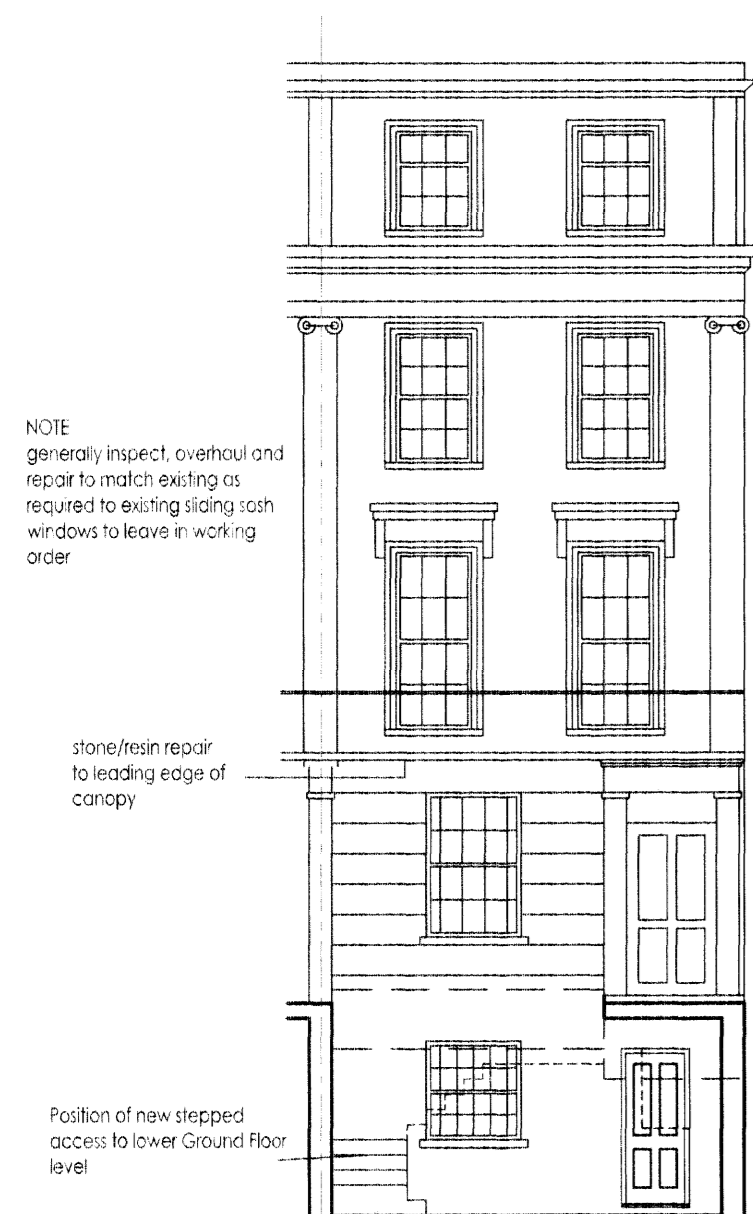 NOTE
generally inspect, overhaul and
repair to match existing as
required to existing sliding sash
windows to leave in working
order
stone/resin repair
to leading edge of
canopy
Position of new stepped
access to lower Ground Floor
level